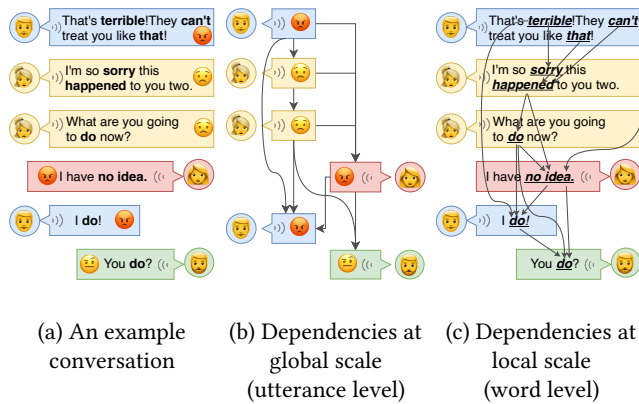 That's terrible!They can't
treat you like that!
I'm so sorry this
happened to you two.
What are you going
to do now?
I have no idea.
I do!
You do?
(a) An example
conversation
(b) Dependencies at
global scale
(utterance level)
That's terrible!They can't
treat you like that!
I'm so sorry this
happened to you two.
What are you going
to do now?
I have no idea.
I do!
You do?
(c) Dependencies at
local scale
(word level)